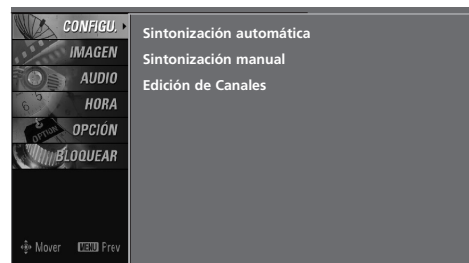 CONFIGU.
IMAGEN
AUDIO
HORA
OPCIÓN
BLOQUEAR
Mover MENU Prev
Sintonización automática
Sintonización manual
Edición de Canales